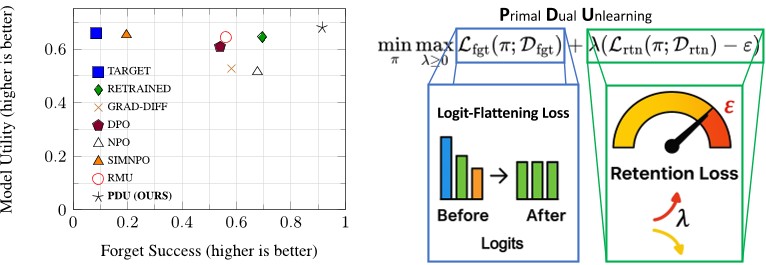 Model Utility (higher is better)
0.6
0.4
0.2
0
0
0.2
0.4
0.6
0.8
1
Forget Success (higher is better)
TARGET
RETRAINED
GRAD-DIFF
DPO
NPO
SIMNPO
RMU
PDU (OURS)
Primal Dual Unlearning
min max 𝓛fgt(π; 𝒟fgt) + λ(𝓛rtn(π; 𝒟rtn) − ε)
π λ≥0
Logit-Flattening Loss
Before After
Logits
ε
Retention Loss
λ